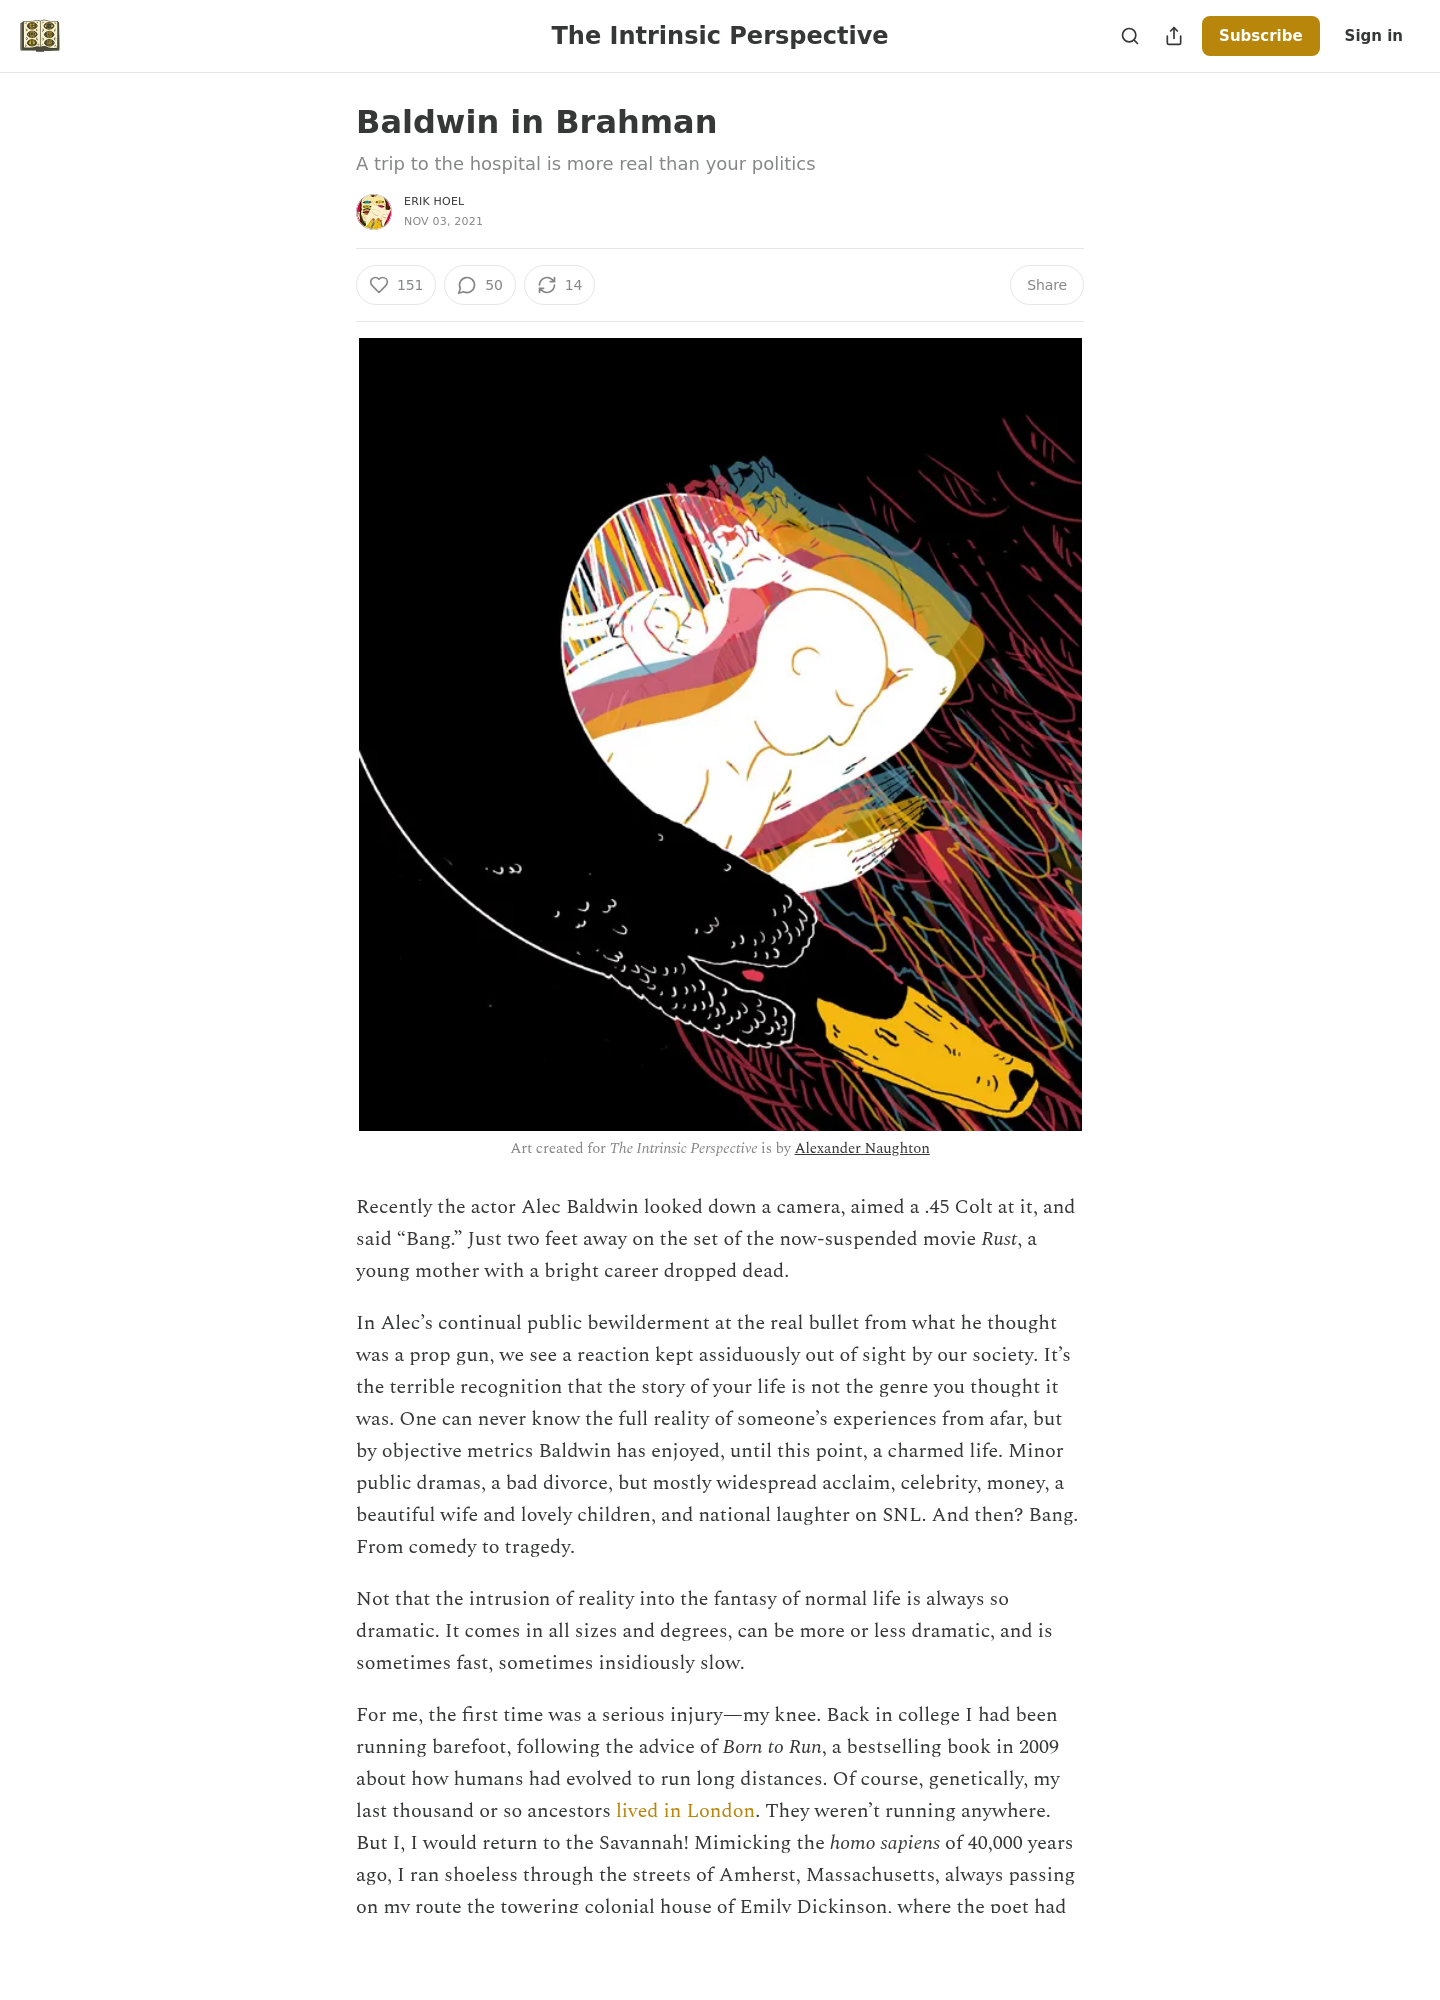 The Intrinsic Perspective
Subscribe
Sign in
Baldwin in Brahman
A trip to the hospital is more real than your politics
ERIK HOEL
NOV 03, 2021
151
50
14
Share
Art created for The Intrinsic Perspective is by Alexander Naughton
Recently the actor Alec Baldwin looked down a camera, aimed a .45 Colt at it, and
said “Bang.” Just two feet away on the set of the now-suspended movie Rust, a
young mother with a bright career dropped dead.
In Alec’s continual public bewilderment at the real bullet from what he thought
was a prop gun, we see a reaction kept assiduously out of sight by our society. It’s
the terrible recognition that the story of your life is not the genre you thought it
was. One can never know the full reality of someone’s experiences from afar, but
by objective metrics Baldwin has enjoyed, until this point, a charmed life. Minor
public dramas, a bad divorce, but mostly widespread acclaim, celebrity, money, a
beautiful wife and lovely children, and national laughter on SNL. And then? Bang.
From comedy to tragedy.
Not that the intrusion of reality into the fantasy of normal life is always so
dramatic. It comes in all sizes and degrees, can be more or less dramatic, and is
sometimes fast, sometimes insidiously slow.
For me, the first time was a serious injury—my knee. Back in college I had been
running barefoot, following the advice of Born to Run, a bestselling book in 2009
about how humans had evolved to run long distances. Of course, genetically, my
last thousand or so ancestors lived in London. They weren’t running anywhere.
But I, I would return to the Savannah! Mimicking the homo sapiens of 40,000 years
ago, I ran shoeless through the streets of Amherst, Massachusetts, always passing
on my route the towering colonial house of Emily Dickinson, where the poet had